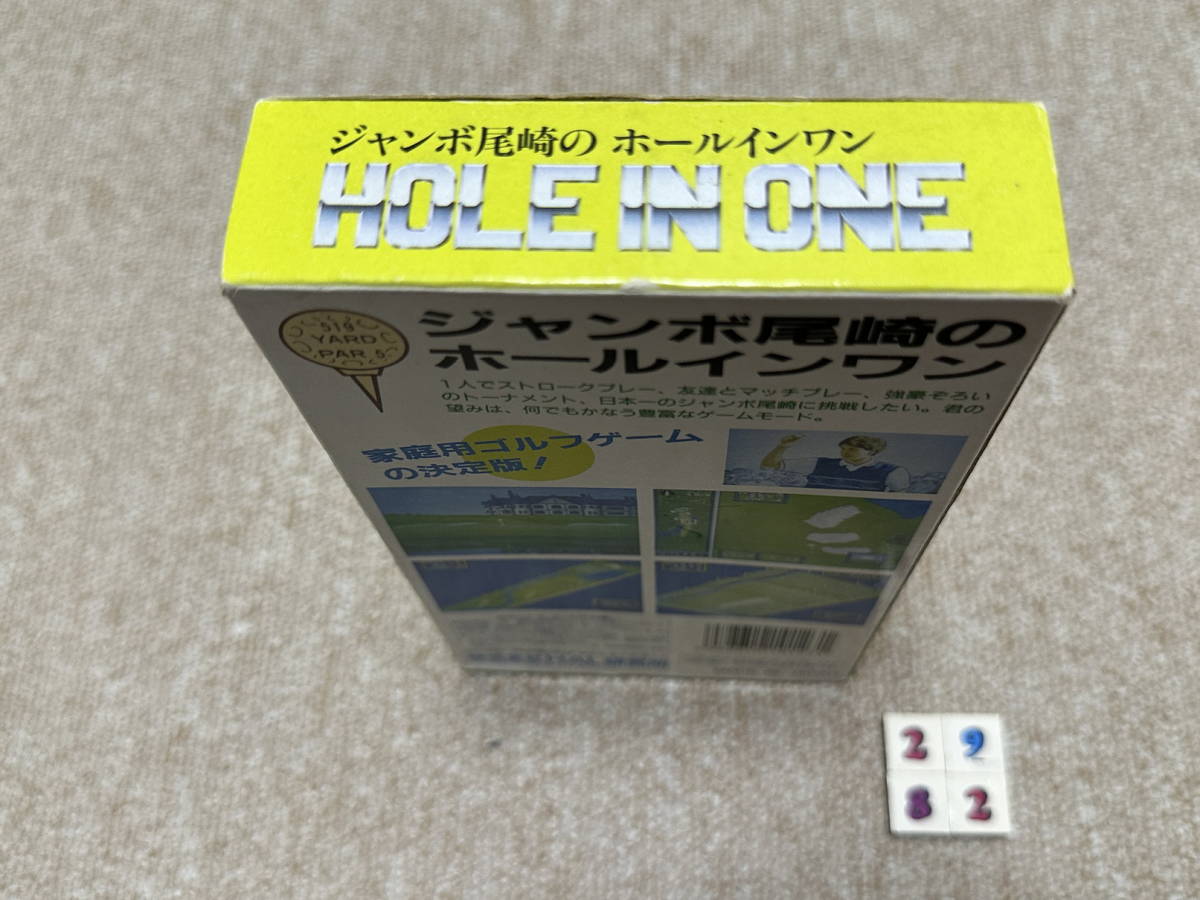 ジャンボ尾崎の ホールインワン
HOLE IN ONE
519
YARD
PAR 5
ジャンボ尾崎の
ホールインワン
1人でストロークプレー、友達とマッチプレー、強豪ぞろい
のトーナメント、日本一のジャンボ尾崎に挑戦したい。君の
望みは、何でもかなう豊富なゲームモード。
家庭用ゴルフゲーム
の決定版!
2 9
8 2